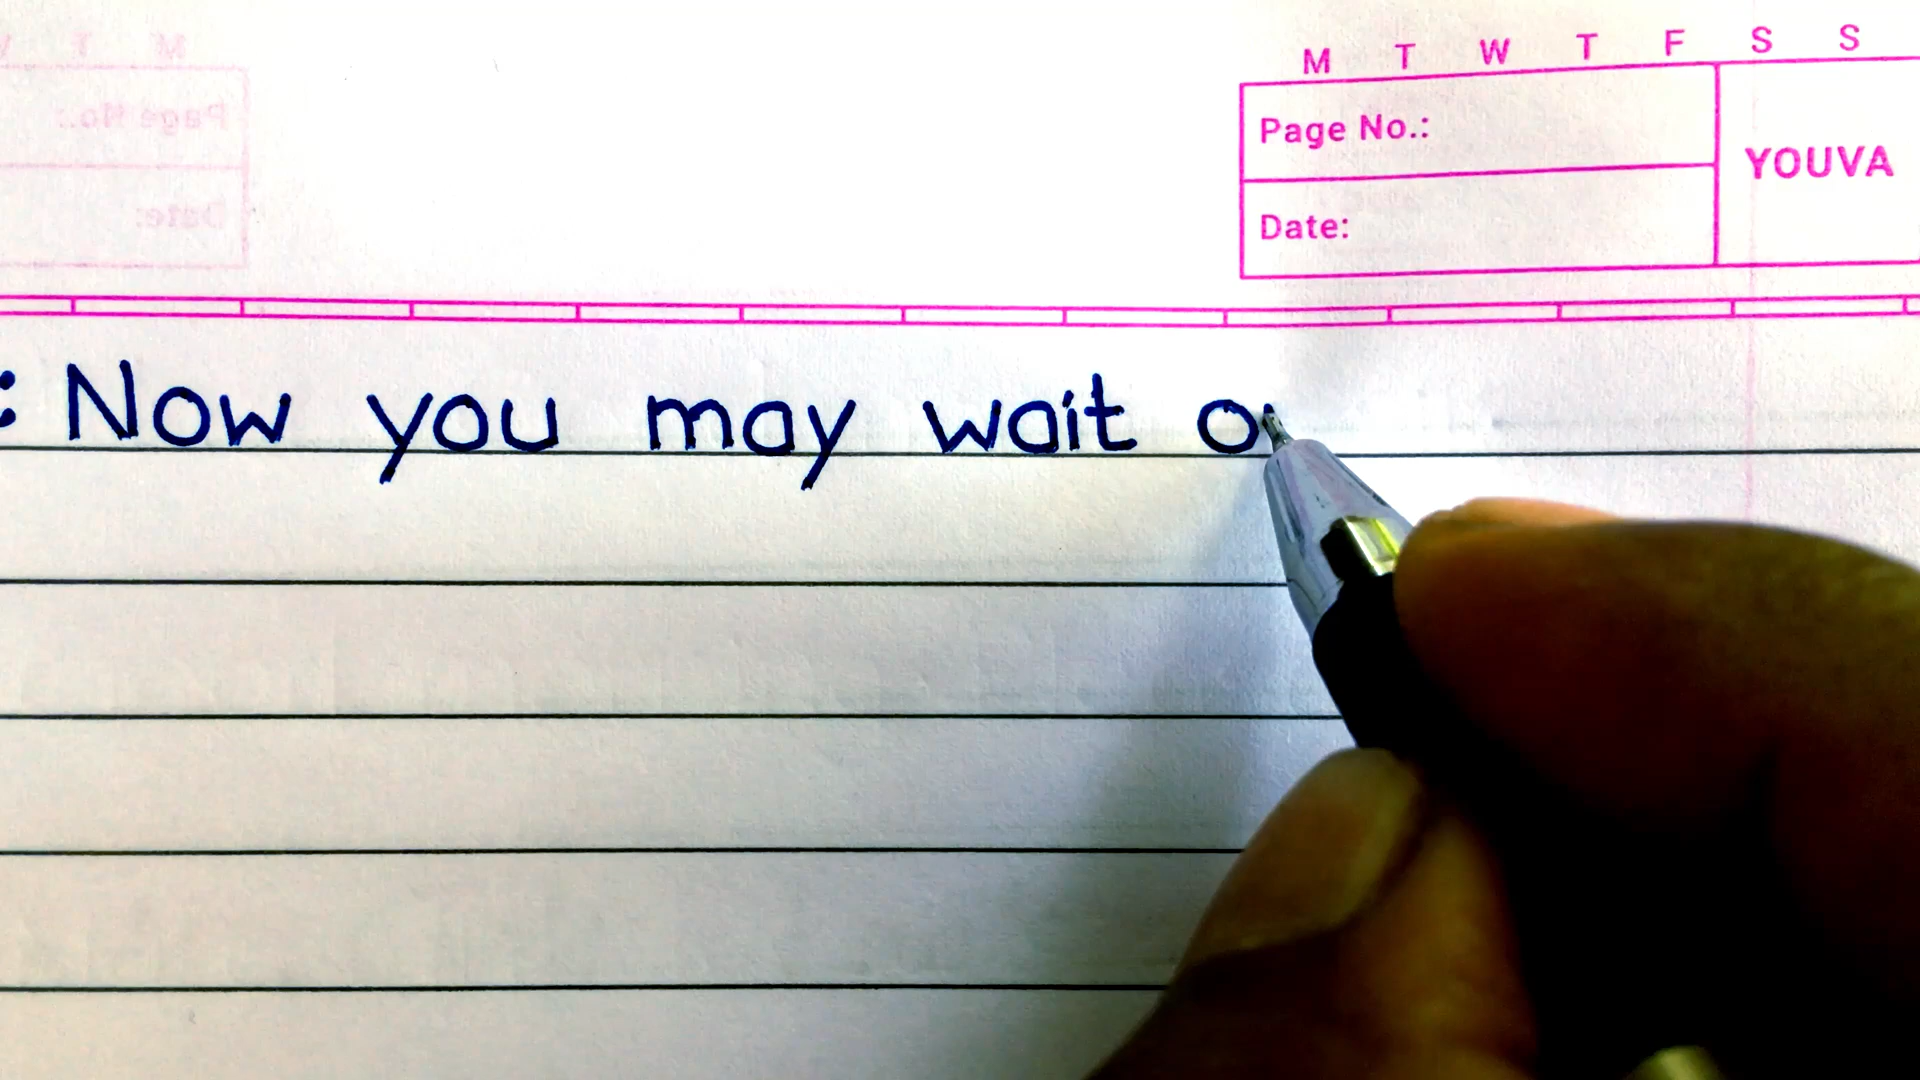 M T W T F S S
Page No.:
YOUVA
Date:
: Now you may wait o